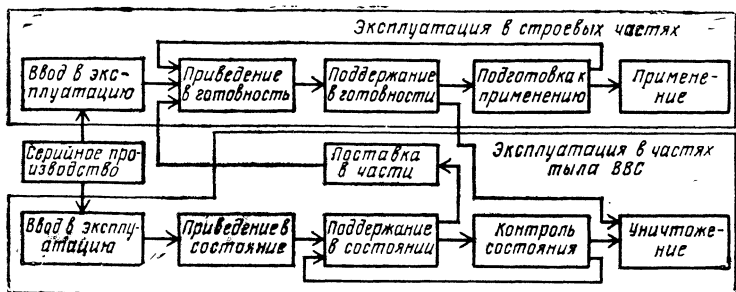 Эксплуатация в строевых частях
Ввод в экс-
плуатацию
Приведение
в готовность
Поддержание
в готовности
Подготовка к
применению
Примене-
ние
Серийное про-
изводство
Поставка
в части
Эксплуатация в частях
тыла ВВС
Ввод в эксплу-
атацию
Приведение в
состояние
Поддержание
в состоянии
Контроль
состояния
Уничтоже-
ние